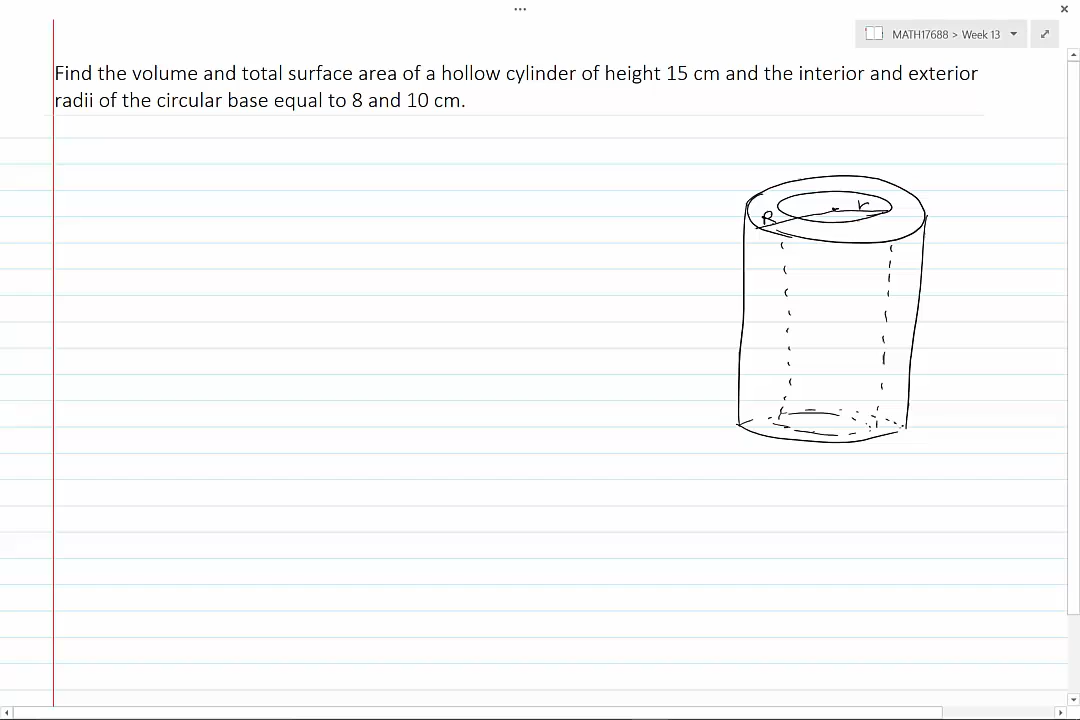 MATH17688 > Week 13
Find the volume and total surface area of a hollow cylinder of height 15 cm and the interior and exterior
radii of the circular base equal to 8 and 10 cm.
r
R